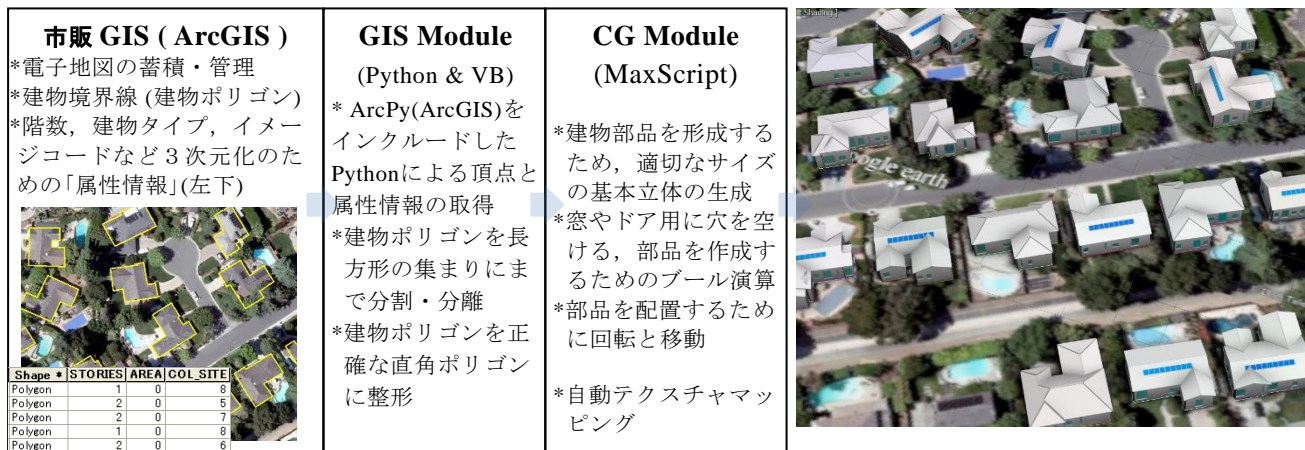 市販 GIS ( ArcGIS )
*電子地図の蓄積・管理
*建物境界線 (建物ポリゴン)
*階数，建物タイプ，イメー
ジコードなど３次元化のた
めの「属性情報」(左下)
Shape * STORIES AREA COL_SITE
Polygon 1 0 8
Polygon 2 0 5
Polygon 2 0 7
Polygon 1 0 8
Polygon 2 0 6
GIS Module
(Python & VB)
* ArcPy(ArcGIS)を
インクルードした
Pythonによる頂点と
属性情報の取得
*建物ポリゴンを長
方形の集まりにま
で分割・分離
*建物ポリゴンを正
確な直角ポリゴン
に整形
CG Module
(MaxScript)
*建物部品を形成する
ため，適切なサイズ
の基本立体の生成
*窓やドア用に穴を空
ける，部品を作成す
るためのブール演算
*部品を配置するため
に回転と移動
*自動テクスチャマッ
ピング
Shading ]
ogle earth